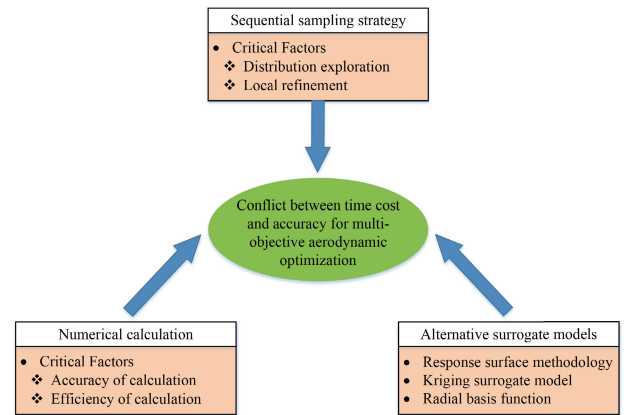 Sequential sampling strategy
● Critical Factors
❖ Distribution exploration
❖ Local refinement
Conflict between time cost
and accuracy for multi-
objective aerodynamic
optimization
Numerical calculation
● Critical Factors
❖ Accuracy of calculation
❖ Efficiency of calculation
Alternative surrogate models
● Response surface methodology
● Kriging surrogate model
● Radial basis function